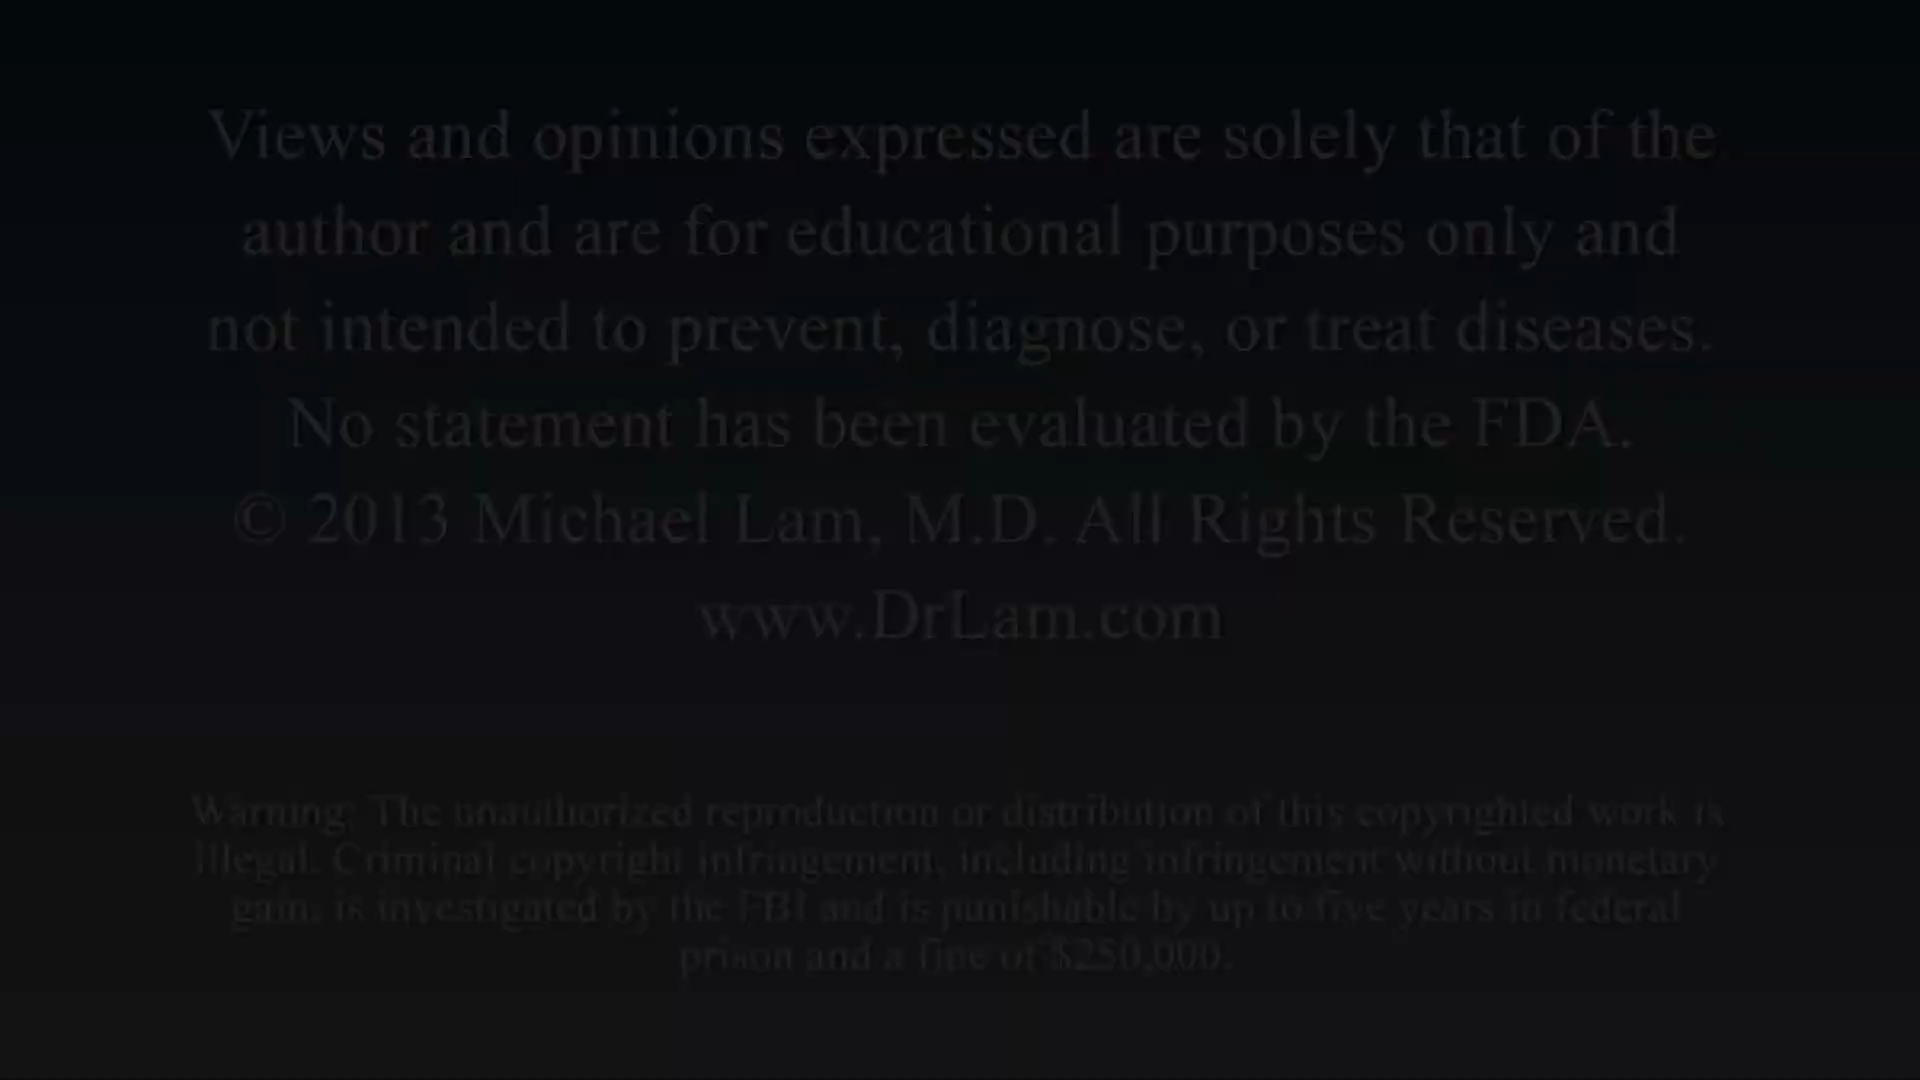 Views and opinions expressed are solely that of the
author and are for educational purposes only and
not intended to prevent, diagnose, or treat diseases.
No statement has been evaluated by the FDA.
© 2013 Michael Lam, M.D. All Rights Reserved.
www.DrLam.com
Warning: The unauthorized reproduction or distribution of this copyrighted work is
illegal. Criminal copyright infringement, including infringement without monetary
gain, is investigated by the FBI and is punishable by up to five years in federal
prison and a fine of $250,000.